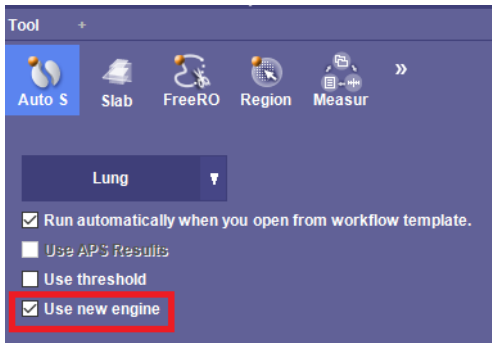 Tool +
Auto S Slab FreeRO Region Measur »
Lung
Run automatically when you open from workflow template.
Use APS Results
Use threshold
Use new engine